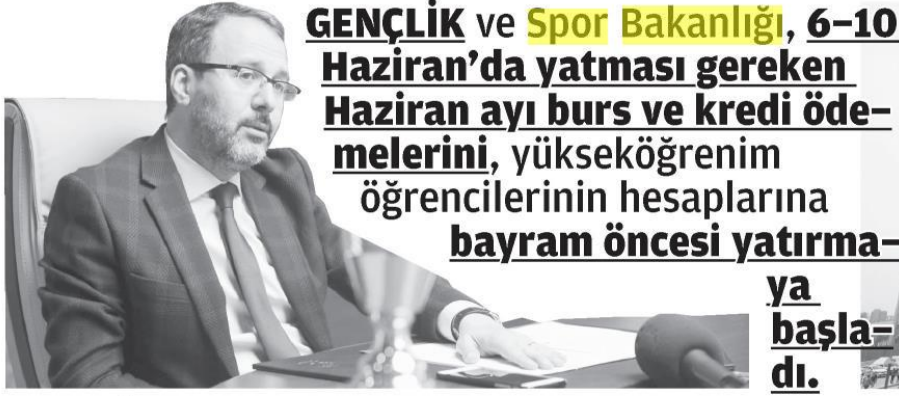 GENÇLİK ve Spor Bakanlığı, 6–10
Haziran’da yatması gereken
Haziran ayı burs ve kredi öde–
melerini, yükseköğrenim
öğrencilerinin hesaplarına
bayram öncesi yatırma–
ya
başla–
dı.